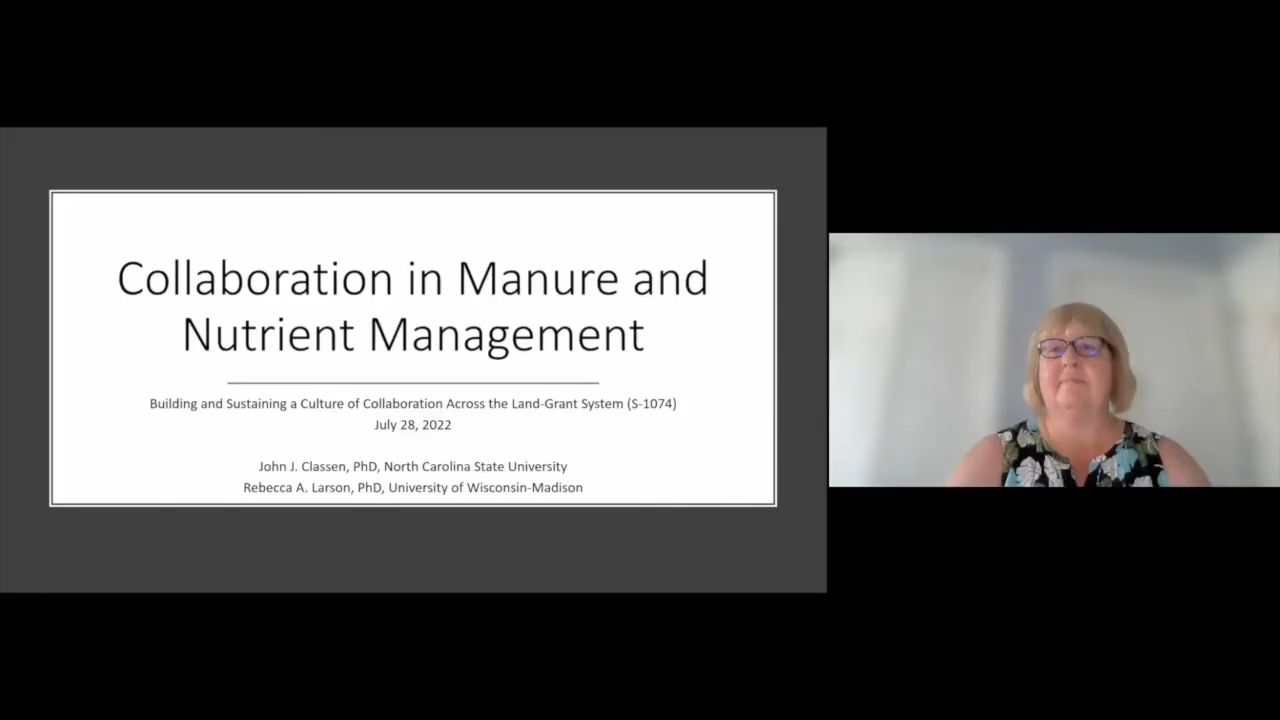 Collaboration in Manure and
Nutrient Management
Building and Sustaining a Culture of Collaboration Across the Land-Grant System (S-1074)
July 28, 2022
John J. Classen, PhD, North Carolina State University
Rebecca A. Larson, PhD, University of Wisconsin-Madison